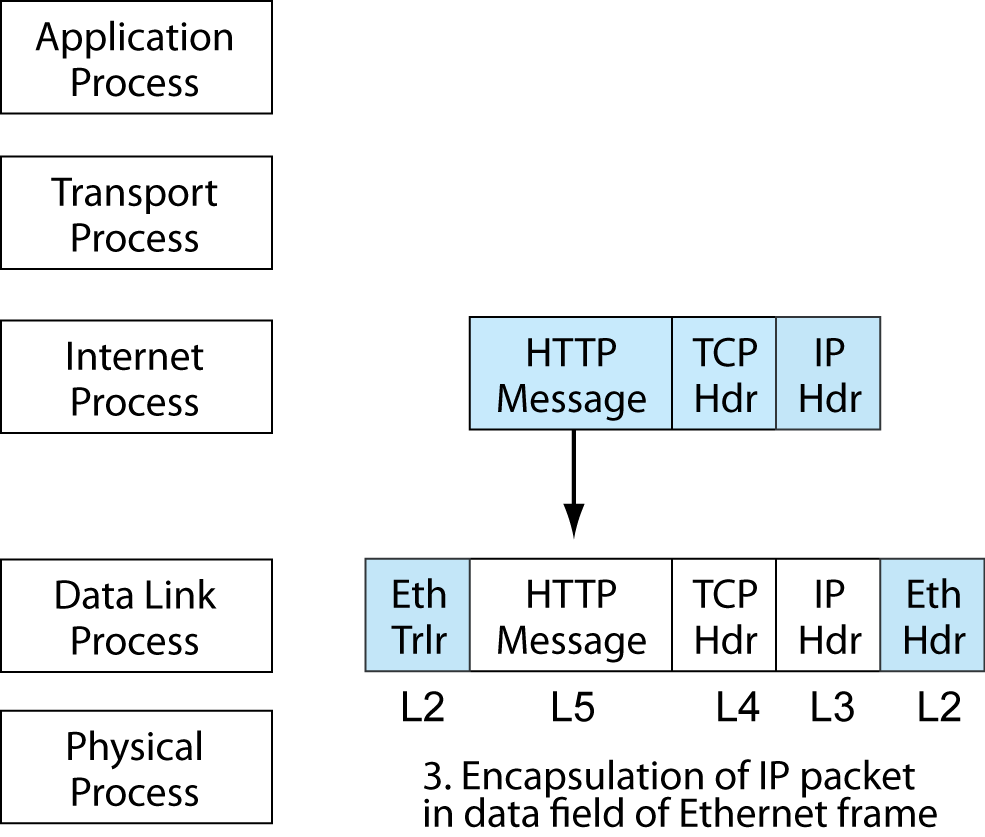 Application
Process
Transport
Process
Internet
Process
HTTP
Message
TCP
Hdr
IP
Hdr
Data Link
Process
Eth
Trlr
HTTP
Message
TCP
Hdr
IP
Hdr
Eth
Hdr
L2
L5
L4
L3
L2
Physical
Process
3. Encapsulation of IP packet
in data field of Ethernet frame